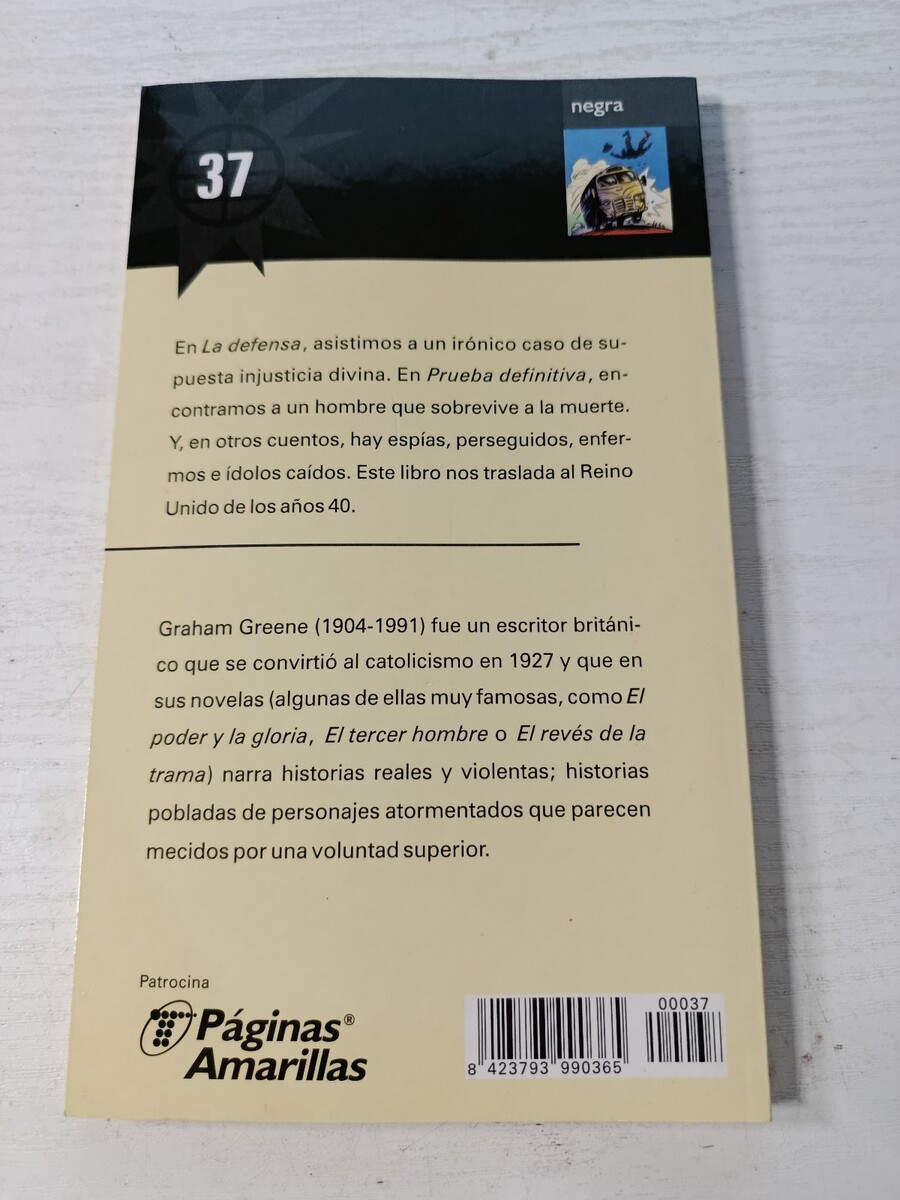 negra
37
En La defensa, asistimos a un irónico caso de su-
puesta injusticia divina. En Prueba definitiva, en-
contramos a un hombre que sobrevive a la muerte.
Y, en otros cuentos, hay espías, perseguidos, enfer-
mos e ídolos caídos. Este libro nos traslada al Reino
Unido de los años 40.
Graham Greene (1904-1991) fue un escritor británi-
co que se convirtió al catolicismo en 1927 y que en
sus novelas (algunas de ellas muy famosas, como El
poder y la gloria, El tercer hombre o El revés de la
trama) narra historias reales y violentas; historias
pobladas de personajes atormentados que parecen
mecidos por una voluntad superior.
Patrocina
Páginas®
Amarillas
00037
8 423793 990365